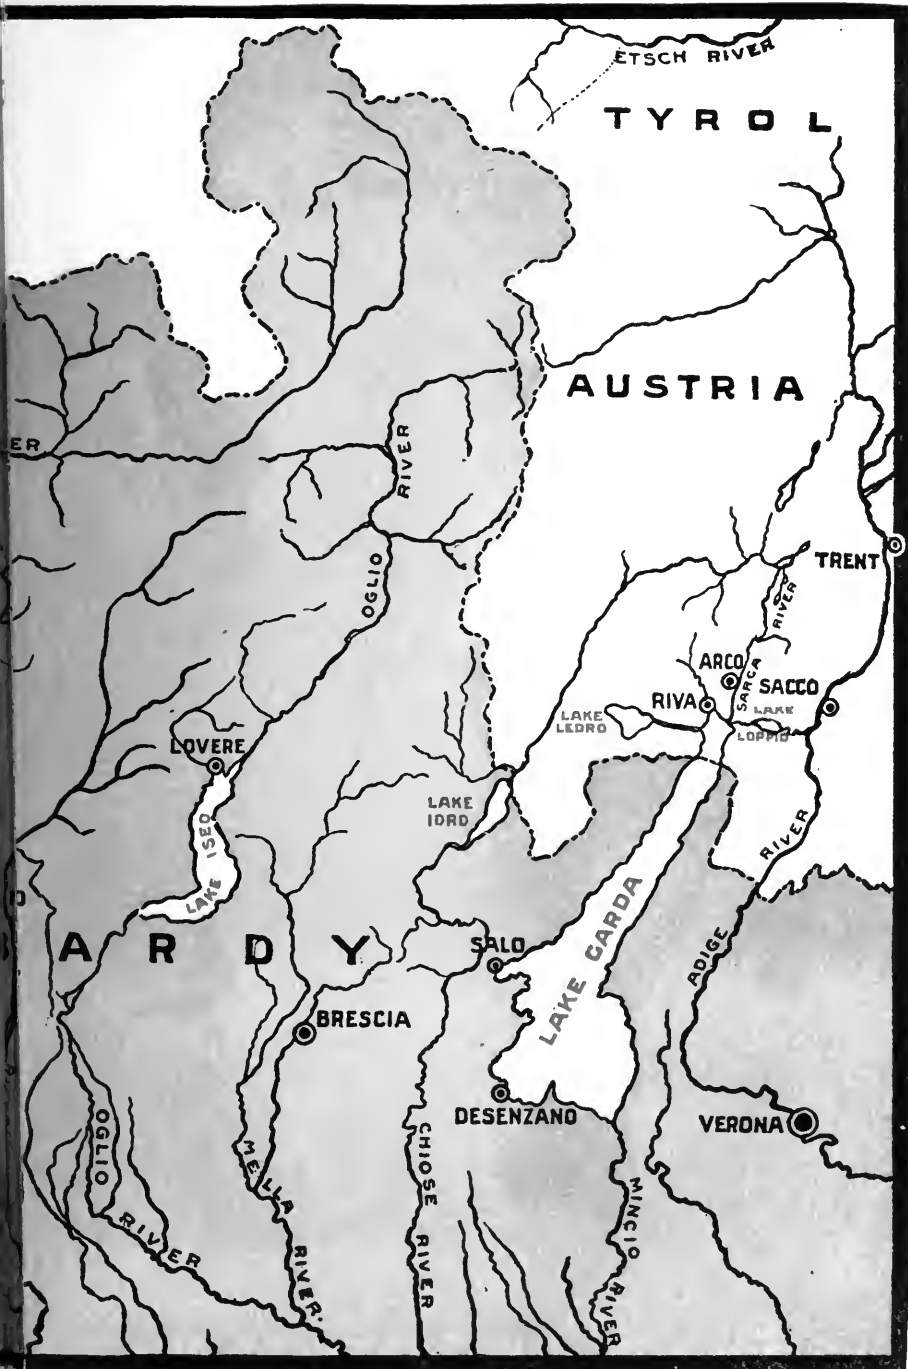 ETSCH RIVER
TYROL
AUSTRIA
ER
RIVER
OGLIO
TRENT
RIVER
SARCA
ARCO
SACCO
RIVA
LAKE
LEDRO
LAKE
LOPPIO
LOVERE
LAKE
IDRO
LAKE ISEO
RIVER
ADIGE
ARDY
SALO
LAKE GARDA
BRESCIA
DESENZANO
VERONA
OGLIO
RIVER
MELLA
RIVER.
CHIOSE RIVER
MINCIO RIVER